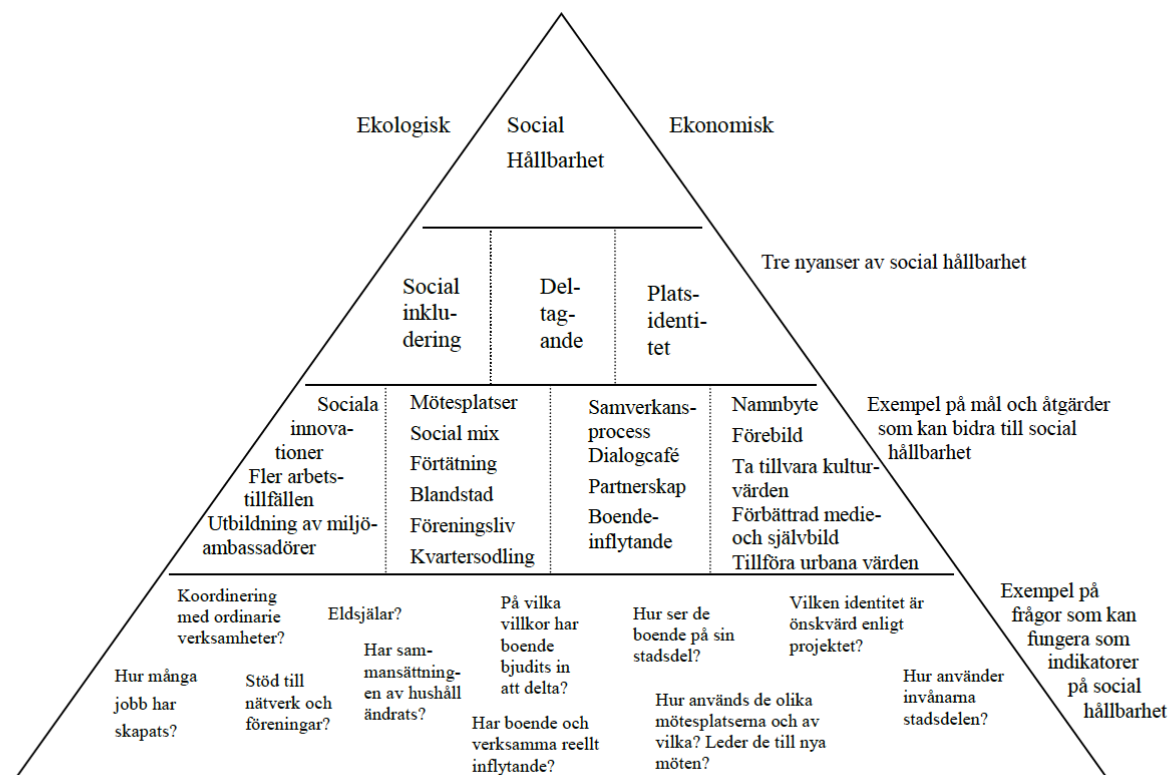 Ekologisk
Social
Hållbarhet
Ekonomisk
Social
inklu-
dering
Del-
tag-
ande
Plats-
identi-
tet
Tre nyanser av social hållbarhet
Sociala
innova-
tioner
Fler arbets-
tillfällen
Utbildning av miljö-
ambassadörer
Mötesplatser
Social mix
Förtätning
Blandstad
Föreningsliv
Kvartersodling
Samverkans-
process
Dialogcafé
Partnerskap
Boende-
inflytande
Namnbyte
Förebild
Ta tillvara kultur-
värden
Förbättrad medie-
och självbild
Tillföra urbana värden
Exempel på mål och åtgärder
som kan bidra till social
hållbarhet
Koordinering
med ordinarie
verksamheter?
Eldsjälar?
På vilka
villkor har
boende
bjudits in
att delta?
Hur ser de
boende på sin
stadsdel?
Vilken identitet är
önskvärd enligt
projektet?
Hur många
jobb har
skapats?
Stöd till
nätverk och
föreningar?
Har sam-
mansättning-
en av hushåll
ändrats?
Har boende och
verksamma reellt
inflytande?
Hur används de olika
mötesplatserna och av
vilka? Leder de till nya
möten?
Hur använder
invånarna
stadsdelen?
Exempel på
frågor som kan
fungera som
indikatorer
på social
hållbarhet